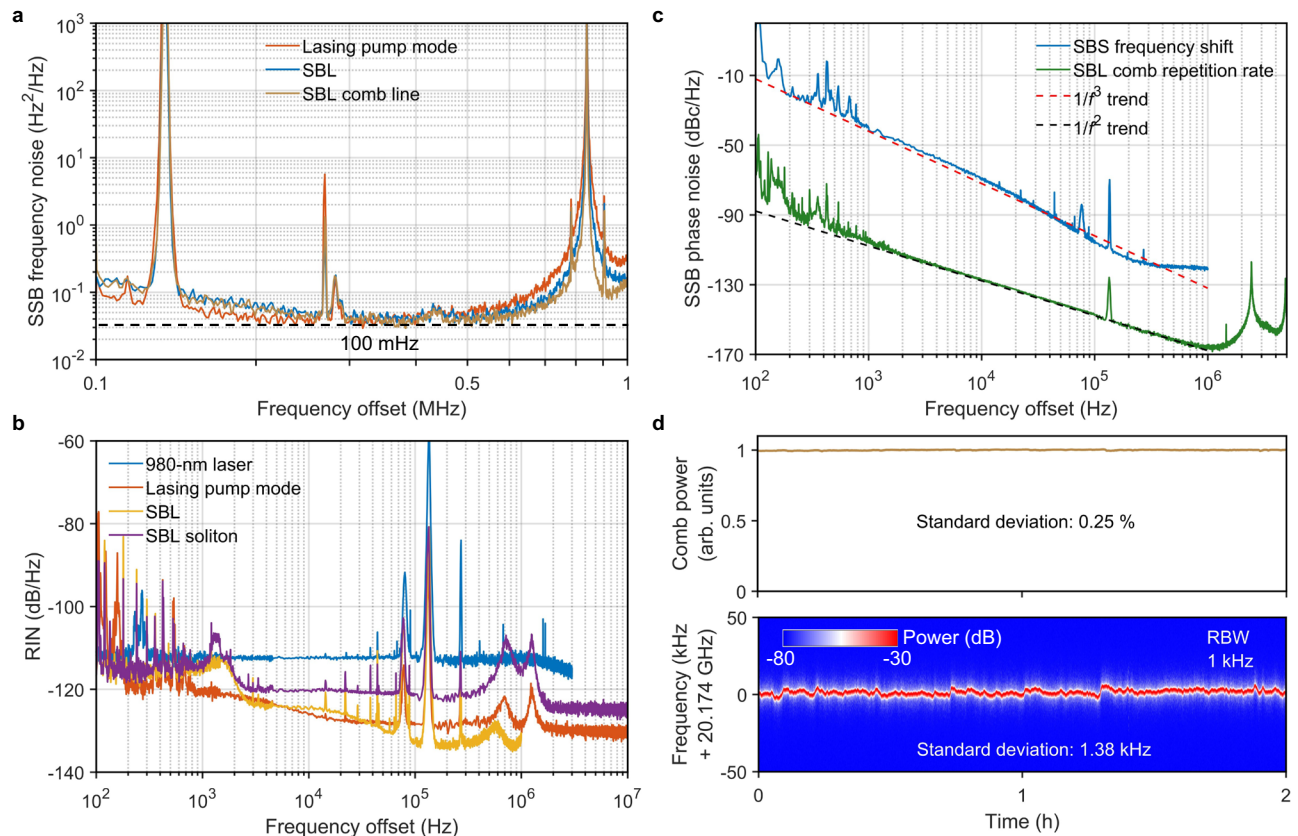 a
SSB frequency noise (Hz²/Hz)
10³
10²
10¹
10⁰
10⁻¹
10⁻²
Lasing pump mode
SBL
SBL comb line
100 mHz
0.1
0.5
1
Frequency offset (MHz)
b
RIN (dB/Hz)
-60
-80
-100
-120
-140
980-nm laser
Lasing pump mode
SBL
SBL soliton
10² 10³ 10⁴ 10⁵ 10⁶ 10⁷
Frequency offset (Hz)
c
SSB phase noise (dBc/Hz)
-10
-50
-90
-130
-170
SBS frequency shift
SBL comb repetition rate
1/f³ trend
1/f² trend
10² 10³ 10⁴ 10⁵ 10⁶
Frequency offset (Hz)
d
Comb power
(arb. units)
1
0.5
0
Standard deviation: 0.25 %
Frequency (kHz
+ 20.174 GHz)
50
0
-50
Power (dB)
-80 -30
RBW
1 kHz
Standard deviation: 1.38 kHz
0 1 2
Time (h)